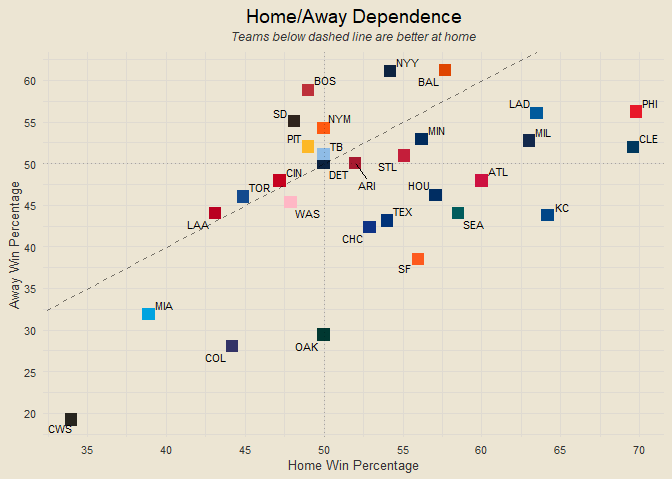 Home/Away Dependence
Teams below dashed line are better at home
NYY
BAL
BOS
LAD
PHI
SD
NYM
MIN
MIL
CLE
PIT
TB
STL
DET
ARI
ATL
CIN
TOR
HOU
WAS
TEX
KC
LAA
CHC
SEA
SF
MIA
OAK
COL
CWS
60
55
50
45
40
35
30
25
20
Away Win Percentage
35
40
45
50
55
60
65
70
Home Win Percentage